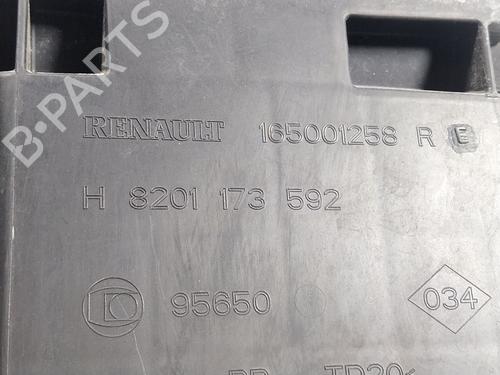 B-PARTS
RENAULT 165001258 R E
H 8201 173 592
95650 034